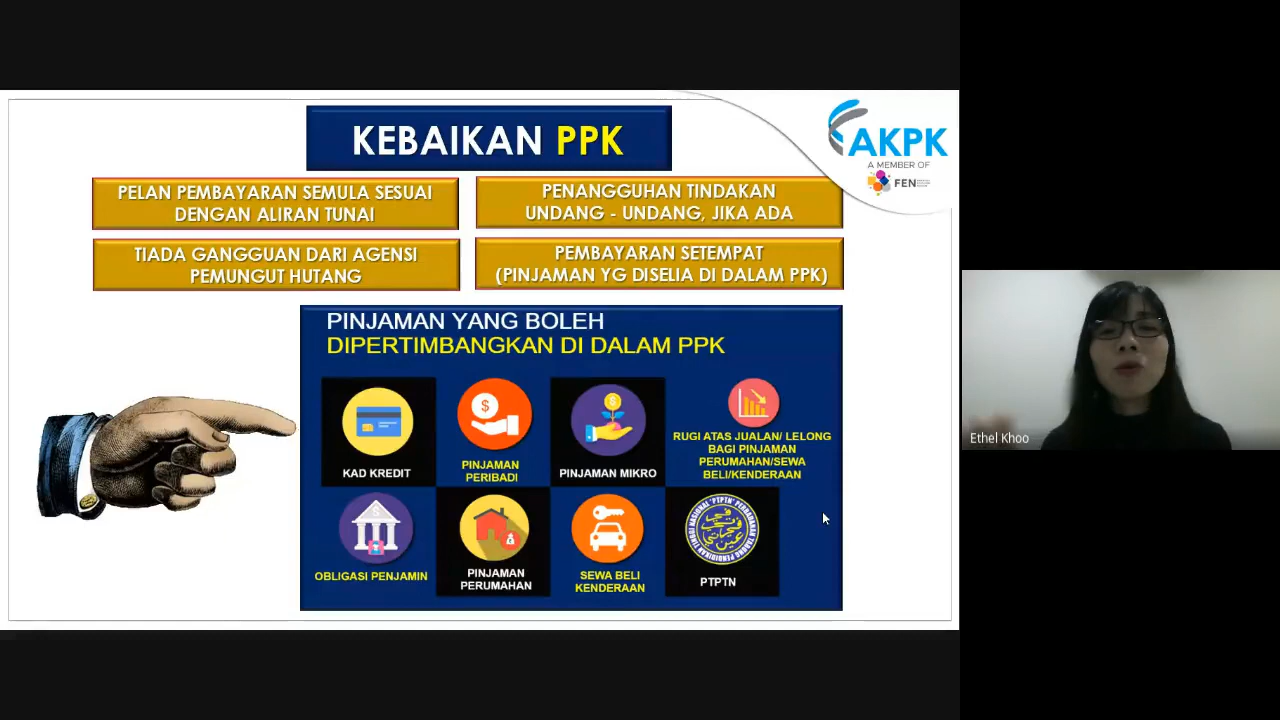 KEBAIKAN PPK
AKPK
A MEMBER OF
FEN
PELAN PEMBAYARAN SEMULA SESUAI
DENGAN ALIRAN TUNAI
PENANGGUHAN TINDAKAN
UNDANG - UNDANG, JIKA ADA
TIADA GANGGUAN DARI AGENSI
PEMUNGUT HUTANG
PEMBAYARAN SETEMPAT
(PINJAMAN YG DISELIA DI DALAM PPK)
PINJAMAN YANG BOLEH
DIPERTIMBANGKAN DI DALAM PPK
KAD KREDIT
PINJAMAN
PERIBADI
PINJAMAN MIKRO
RUGI ATAS JUALAN/ LELONG
BAGI PINJAMAN
PERUMAHAN/SEWA
BELI/KENDERAAN
OBLIGASI PENJAMIN
PINJAMAN
PERUMAHAN
SEWA BELI
KENDERAAN
PTPTN
Ethel Khoo